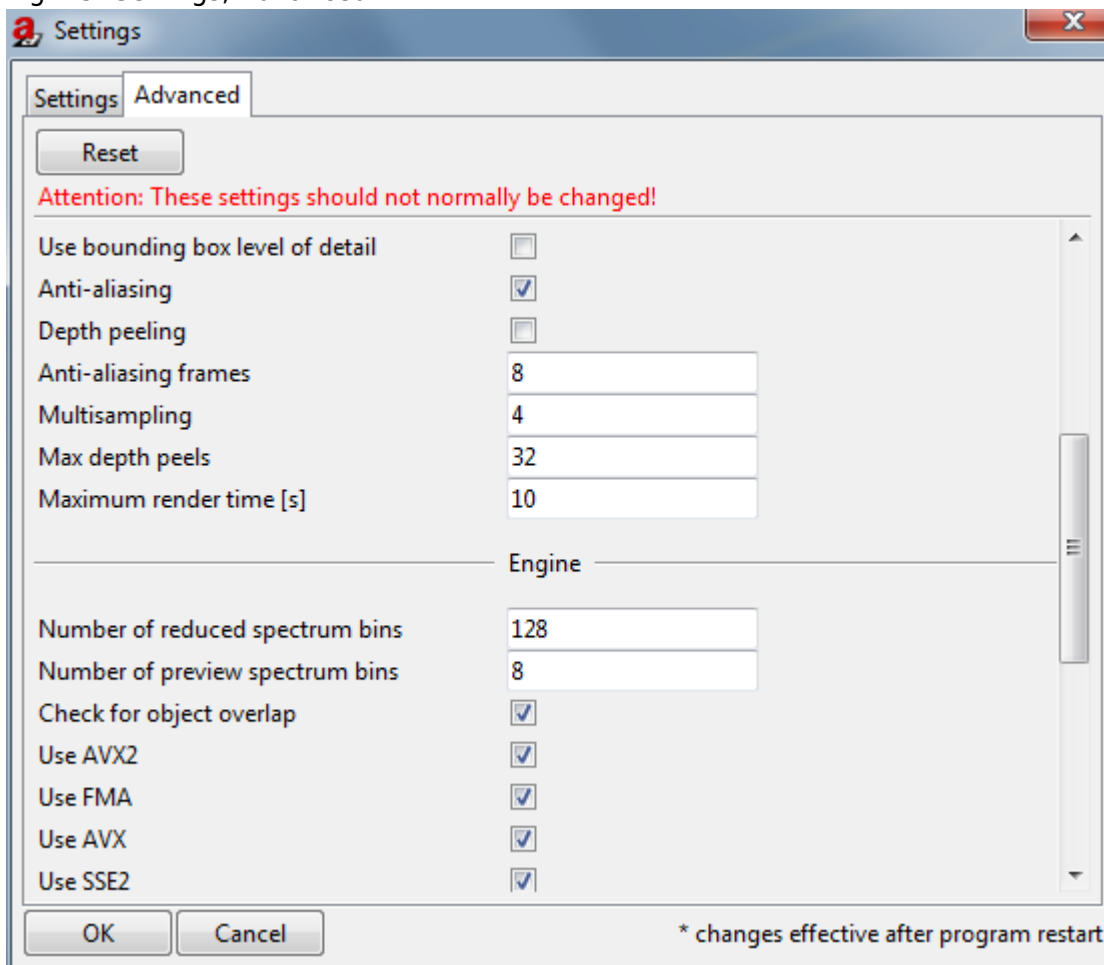 Settings
Settings Advanced
Reset
Attention: These settings should not normally be changed!
Use bounding box level of detail
Anti-aliasing
Depth peeling
Anti-aliasing frames 8
Multisampling 4
Max depth peels 32
Maximum render time [s] 10
Engine
Number of reduced spectrum bins 128
Number of preview spectrum bins 8
Check for object overlap
Use AVX2
Use FMA
Use AVX
Use SSE2
OK Cancel * changes effective after program restart